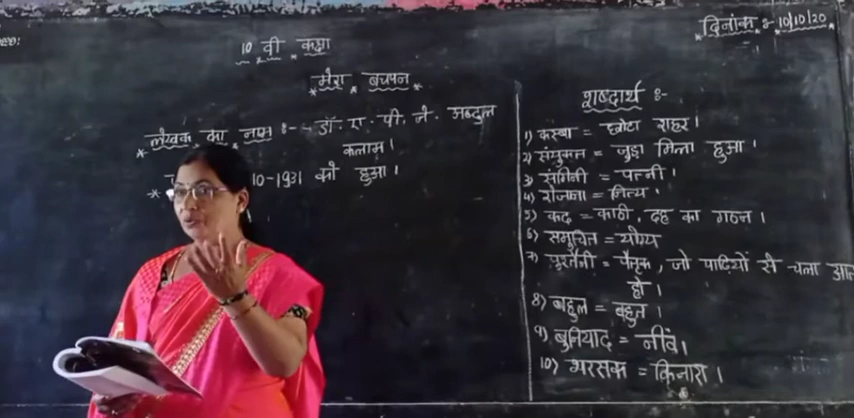 दिनांक :- 10/10/20
10 वी कक्षा
मेरा बचपन
लेखक का नाम :- डॉ. ए. पी. जे. अब्दुल
कलाम।
10-1931 को हुआ।
शब्दार्थ :-
1) कस्बा = छोटा शहर।
2) संयुक्त = जुड़ा मिला हुआ।
3) संगिनी = पत्नी।
4) रोजाना = नित्य।
5) कद = काठी, देह का गठन।
6) समुचित = योग्य
7) पुश्तैनी = पैतृक, जो पीढ़ियों से चला
हो।
8) बाहुल = बहुत।
9) बुनियाद = नींव।
10) भरसक = किनारा।